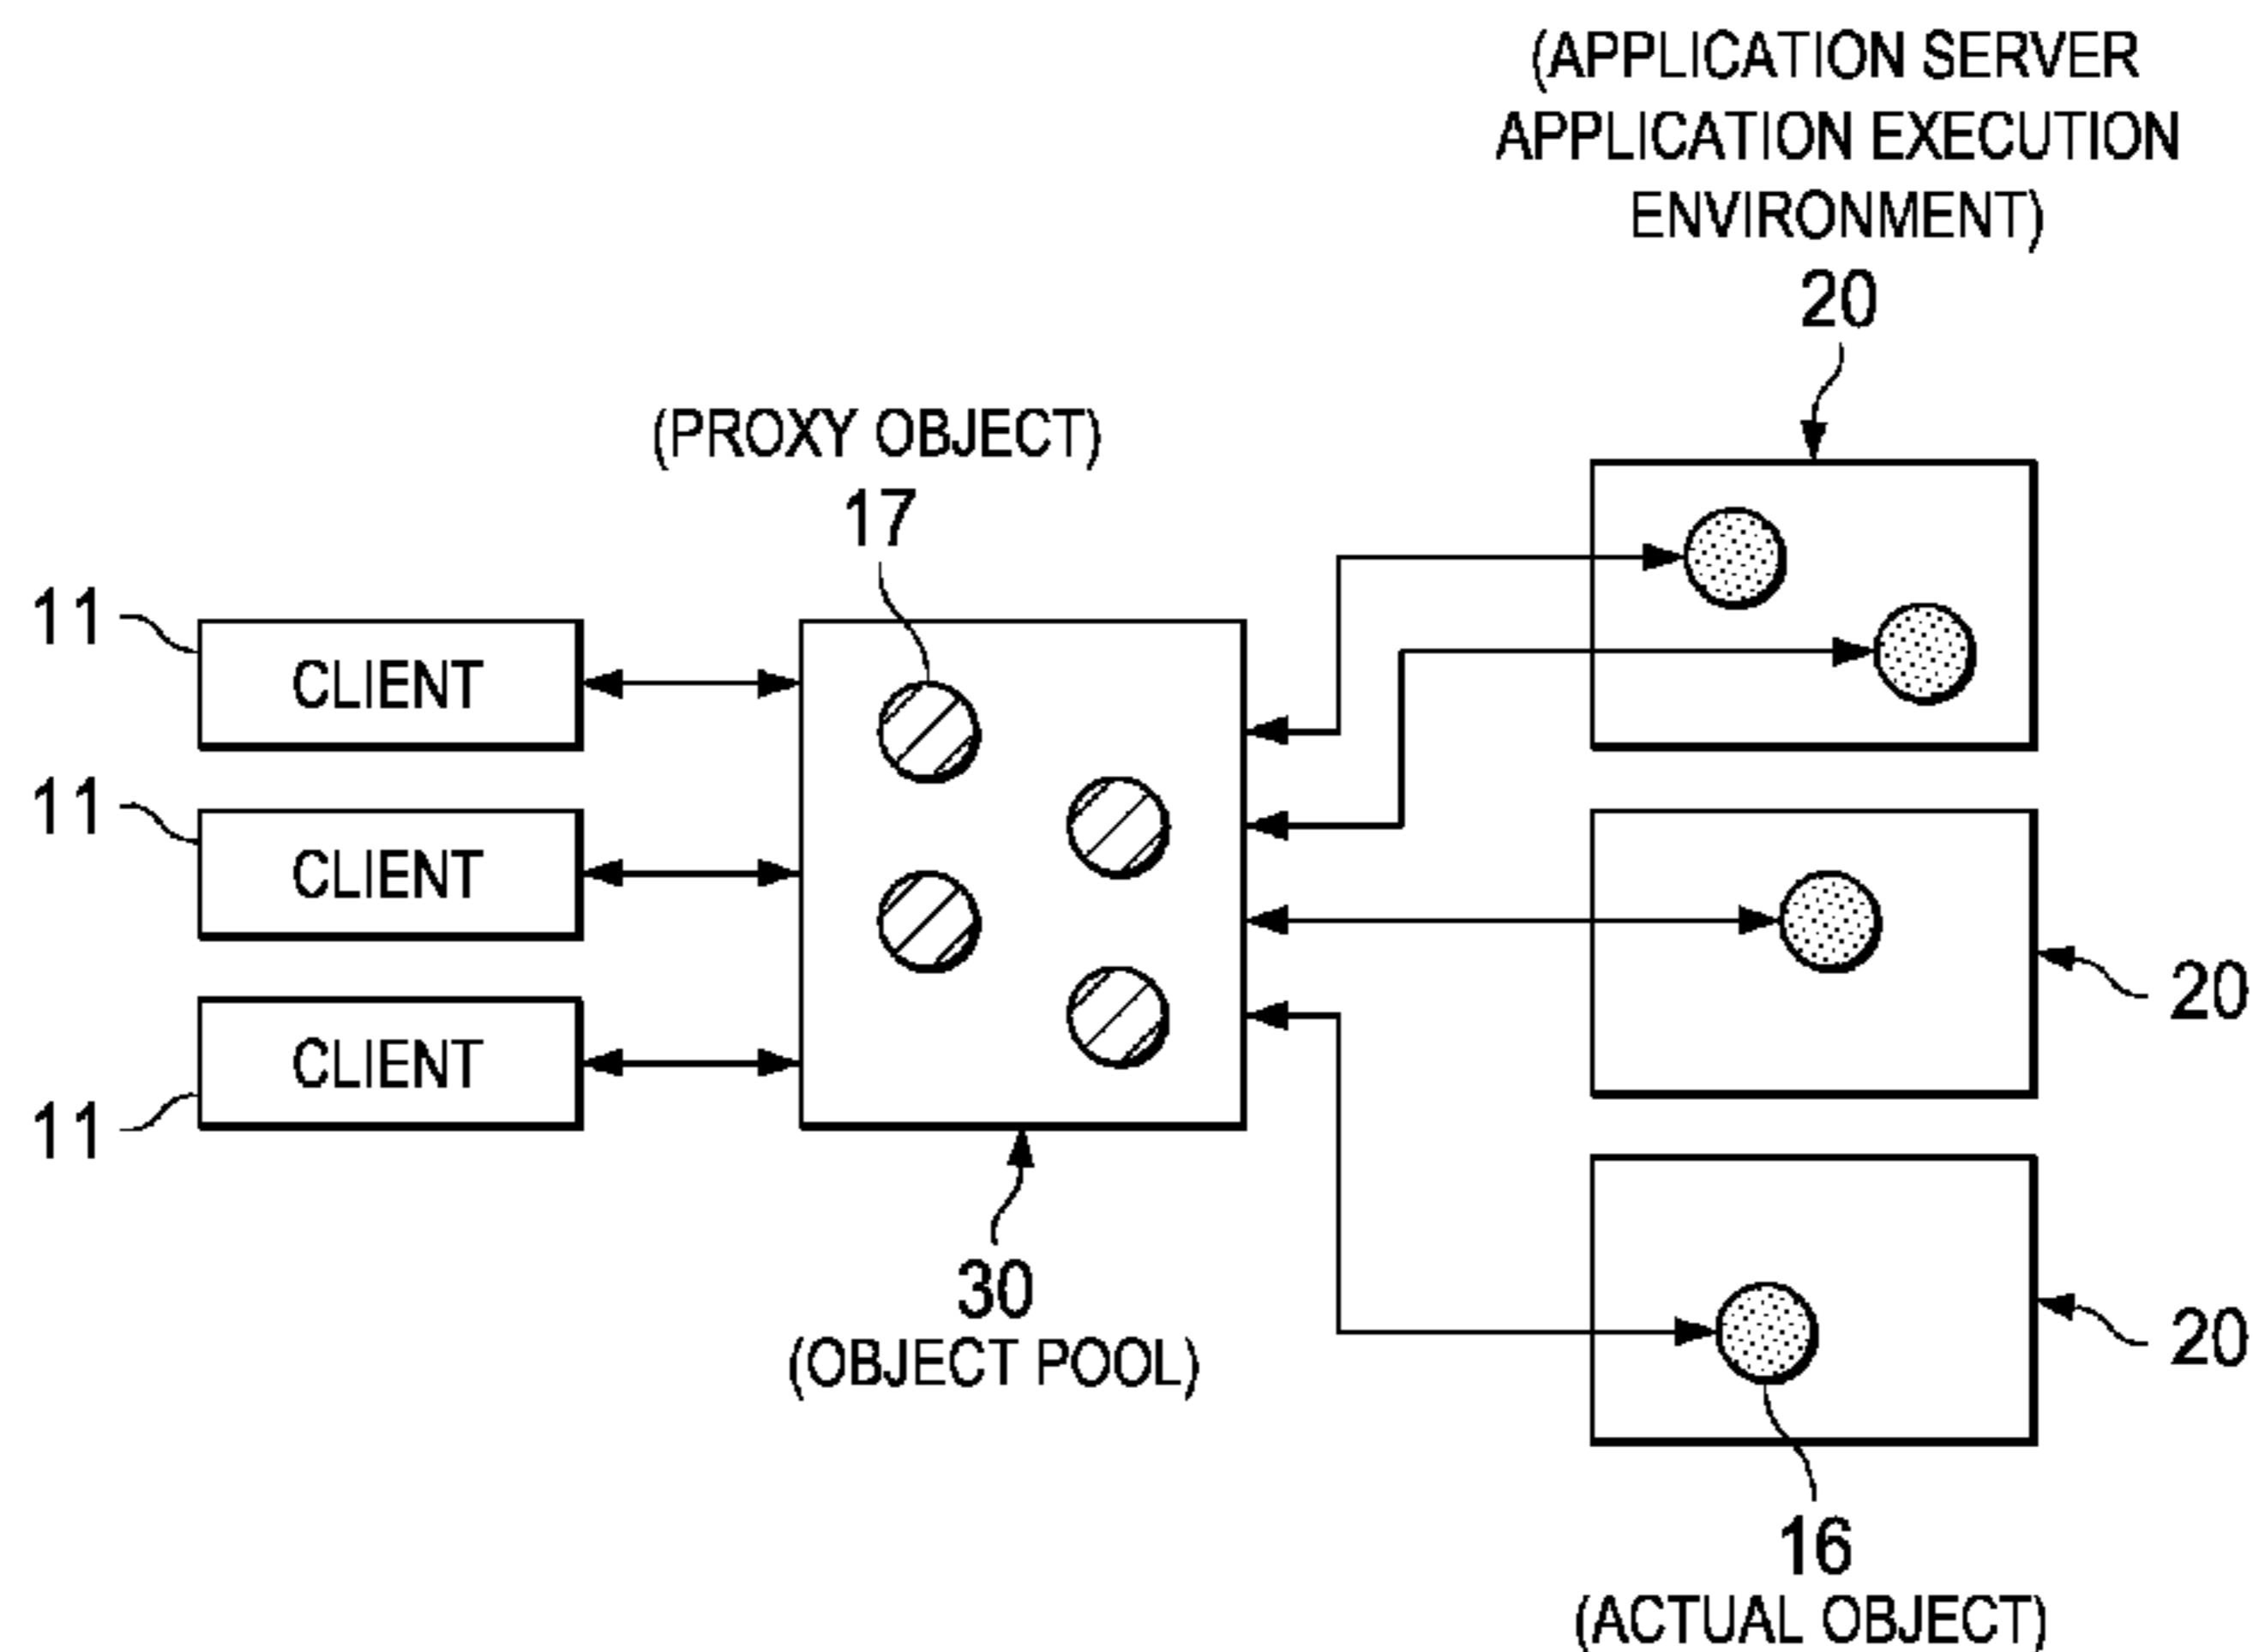 (APPLICATION SERVER
APPLICATION EXECUTION
ENVIRONMENT)
20
(PROXY OBJECT)
17
11
CLIENT
11
CLIENT
CLIENT
11
20
30
(OBJECT POOL)
20
16
(ACTUAL OBJECT)